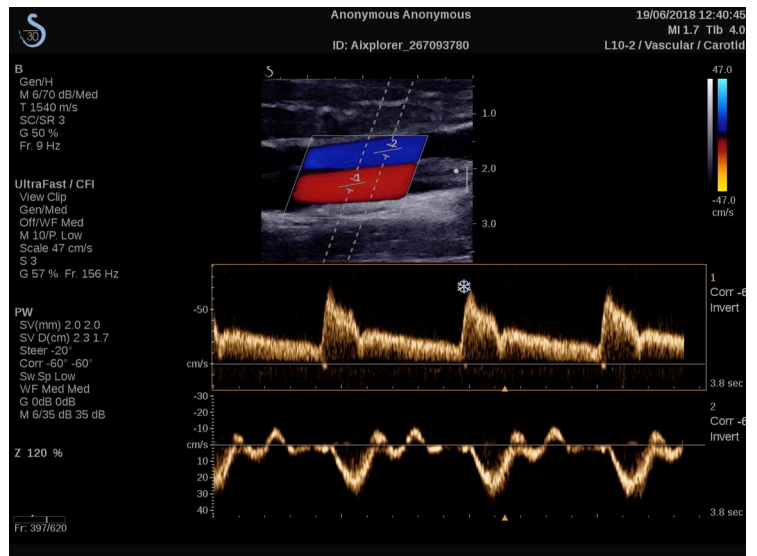 Anonymous Anonymous
19/06/2018 12:40:45
MI 1.7 TIb 4.0
30
ID: Aixplorer_267093780
L10-2 / Vascular / Carotid
B
Gen/H
M 6/70 dB/Med
T 1540 m/s
SC/SR 3
G 50 %
Fr. 9 Hz
S
47.0
1.0
2
2.0
1
-47.0
cm/s
3.0
UltraFast / CFI
View Clip
Gen/Med
Off/WF Med
M 10/P. Low
Scale 47 cm/s
S 3
G 57 % Fr. 156 Hz
PW
SV(mm) 2.0 2.0
SV D(cm) 2.3 1.7
Steer -20°
Corr -60° -60°
Sw.Sp Low
WF Med Med
G 0dB 0dB
M 6/35 dB 35 dB
Z 120 %
Fr: 397/620
1
Corr -6
Invert
-50
cm/s
3.8 sec
-30
-20
-10
cm/s
10
20
30
40
2
Corr -6
Invert
3.8 sec